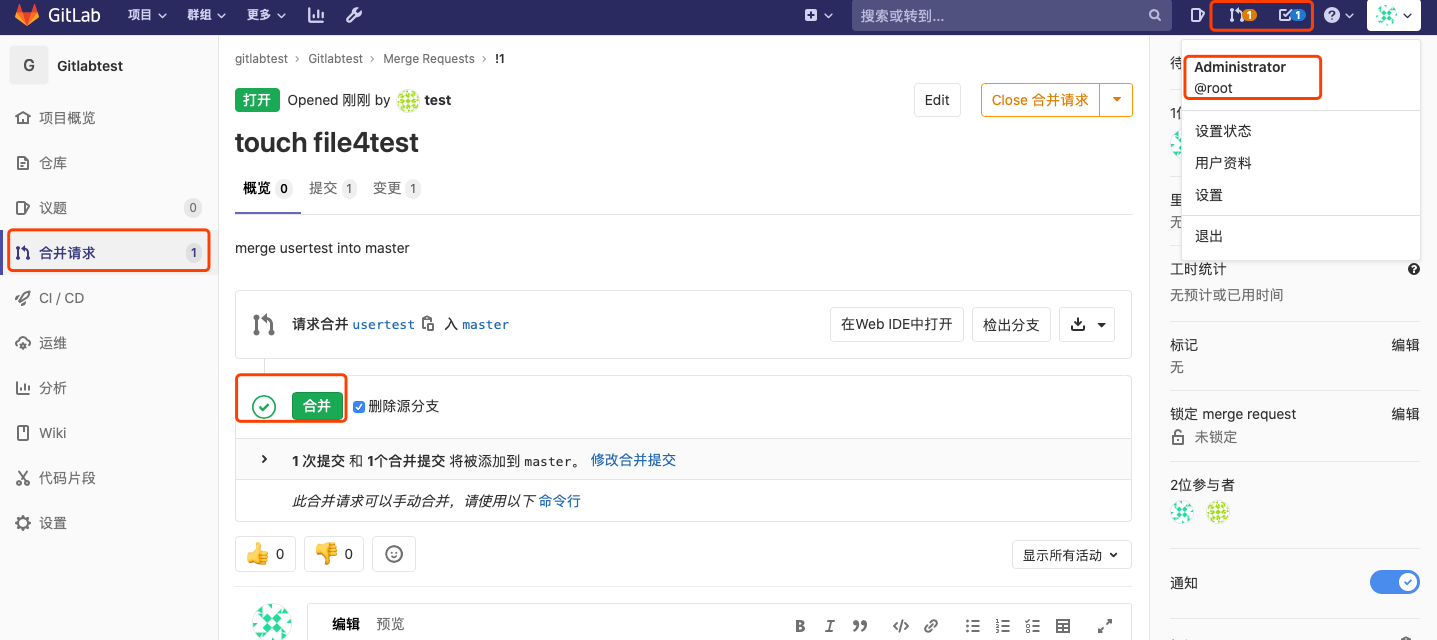 GitLab 项目 群组 更多 搜索或转到... 1 1
G Gitlabtest
项目概览
仓库
议题 0
合并请求 1
CI / CD
运维
分析
Wiki
代码片段
设置
gitlabtest › Gitlabtest › Merge Requests › !1
打开 Opened 刚刚 by test Edit Close 合并请求
touch file4test
概览 0 提交 1 变更 1
merge usertest into master
请求合并 usertest 入 master 在Web IDE中打开 检出分支
合并 删除源分支
1 次提交 和 1个合并提交 将被添加到 master。 修改合并提交
此合并请求可以手动合并，请使用以下 命令行
0 0 显示所有活动
编辑 预览
Administrator
@root
设置状态
用户资料
设置
退出
工时统计
无预计或已用时间
标记 编辑
无
锁定 merge request 编辑
未锁定
2位参与者
通知